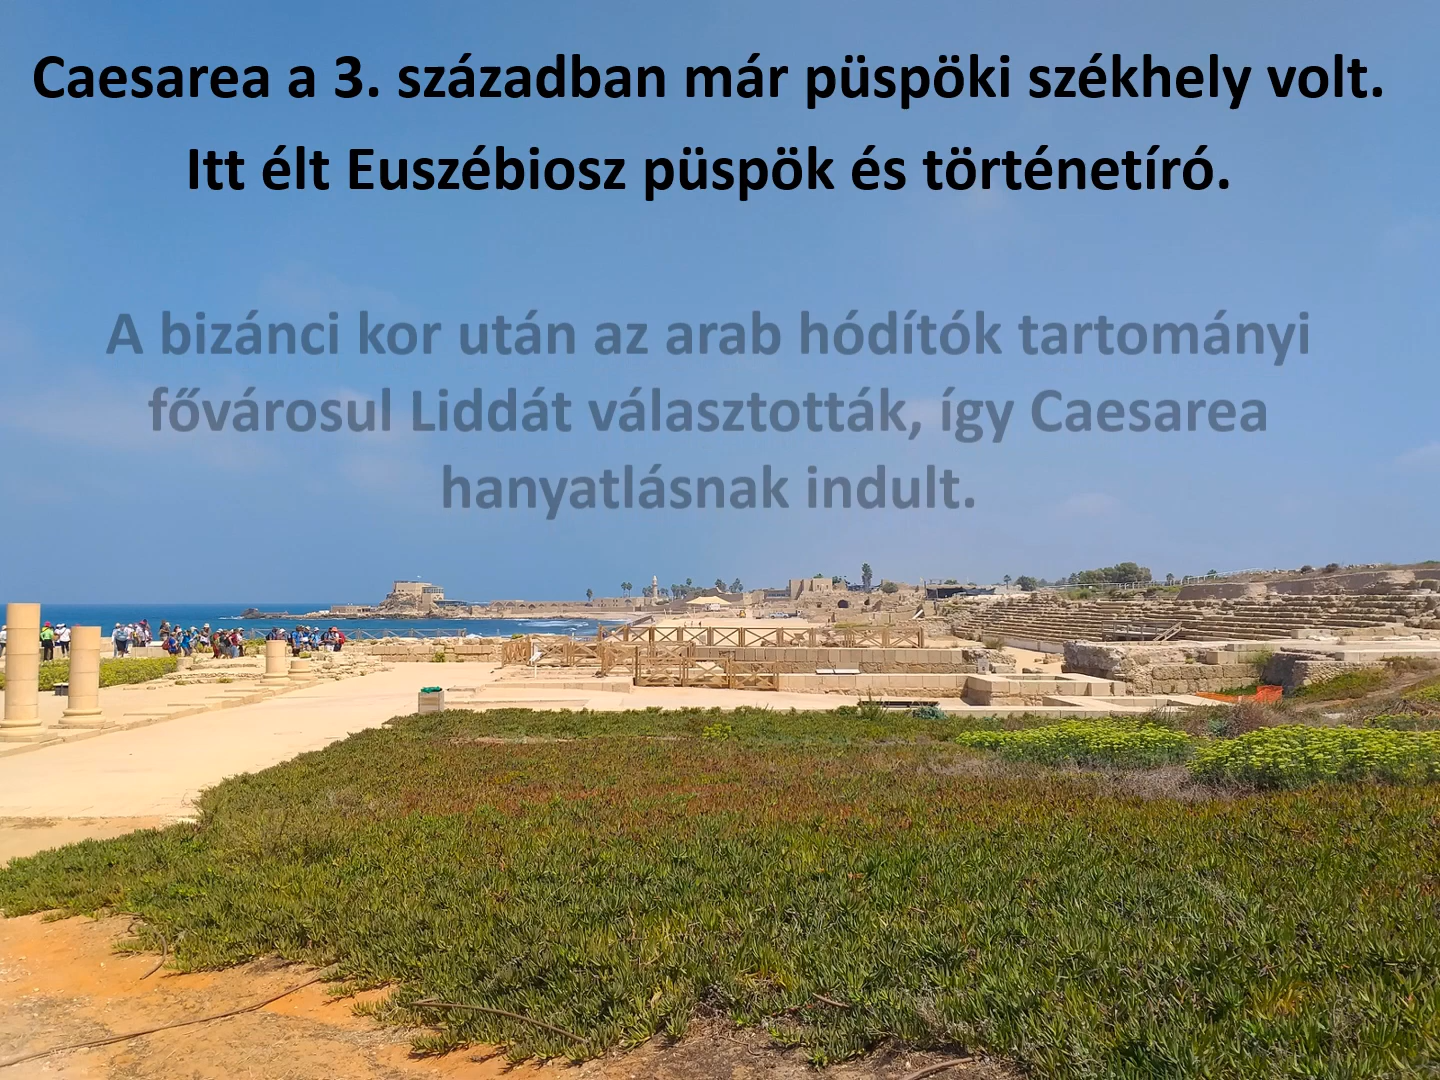 Caesarea a 3. században már püspöki székhely volt.
Itt élt Euszébiosz püspök és történetíró.
A bizánci kor után az arab hódítók tartományi
fővárosul Liddát választották, így Caesarea
hanyatlásnak indult.